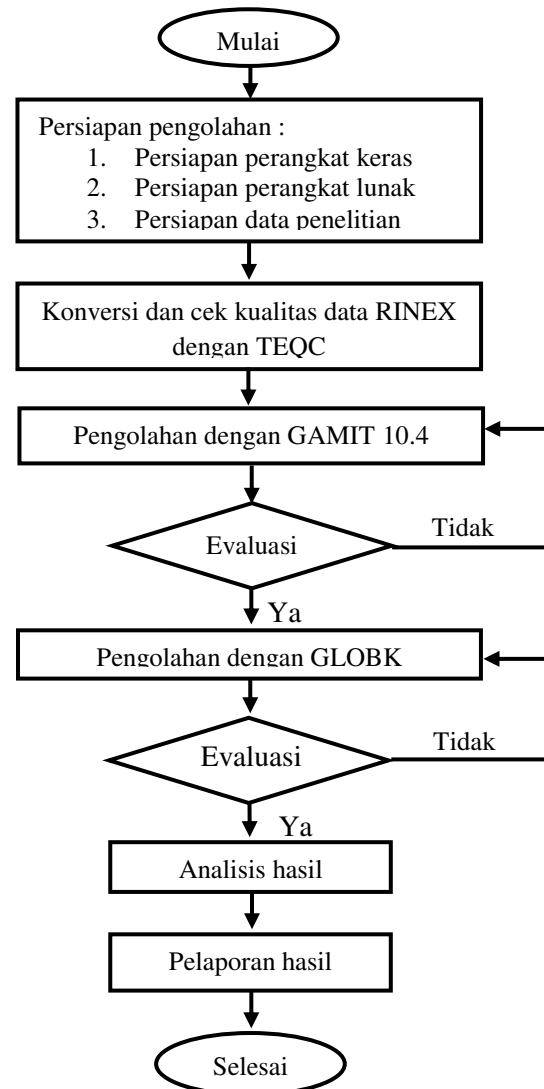 Mulai
Persiapan pengolahan :
1. Persiapan perangkat keras
2. Persiapan perangkat lunak
3. Persiapan data penelitian
Konversi dan cek kualitas data RINEX
dengan TEQC
Pengolahan dengan GAMIT 10.4
Evaluasi
Tidak
Ya
Pengolahan dengan GLOBK
Evaluasi
Tidak
Ya
Analisis hasil
Pelaporan hasil
Selesai